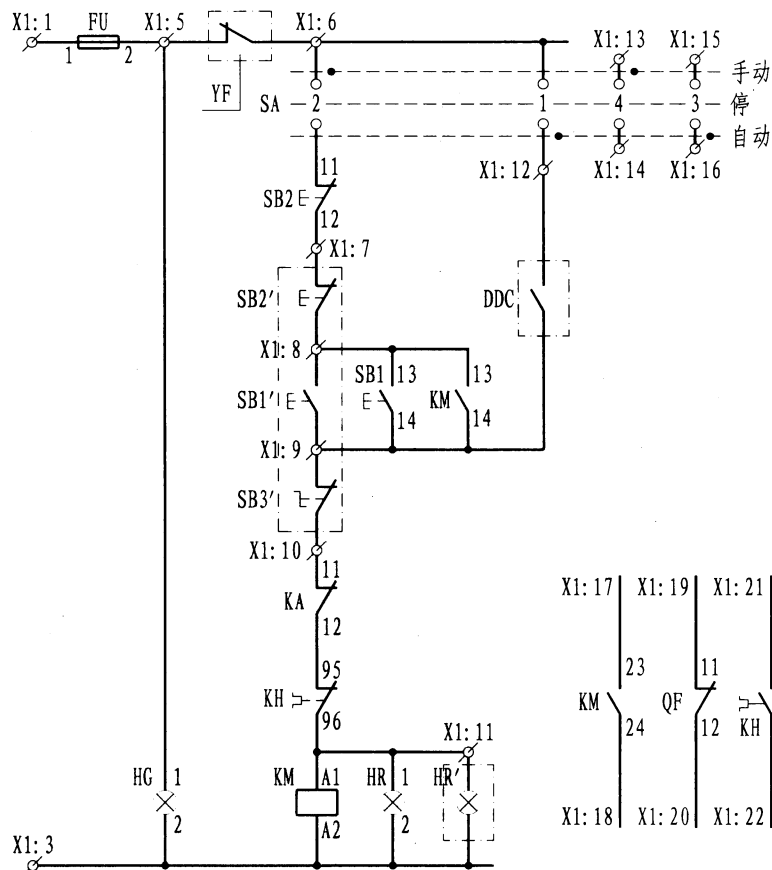 X1:1 FU X1:5 X1:6 X1:13 X1:15
1 2
手动
YF SA 2 1 4 3 停
自动
X1:12 X1:14 X1:16
11
SB2
12
X1:7
SB2' DDC
X1:8
SB1 13 13
SB1' KM
14 14
X1:9
SB3'
X1:10
11
KA
12
X1:17 X1:19 X1:21
95 23 11
KH KM QF KH
96 24 12
X1:11
HG 1 KM A1 HR 1 HR'
2 A2 2
X1:18 X1:20 X1:22
X1:3